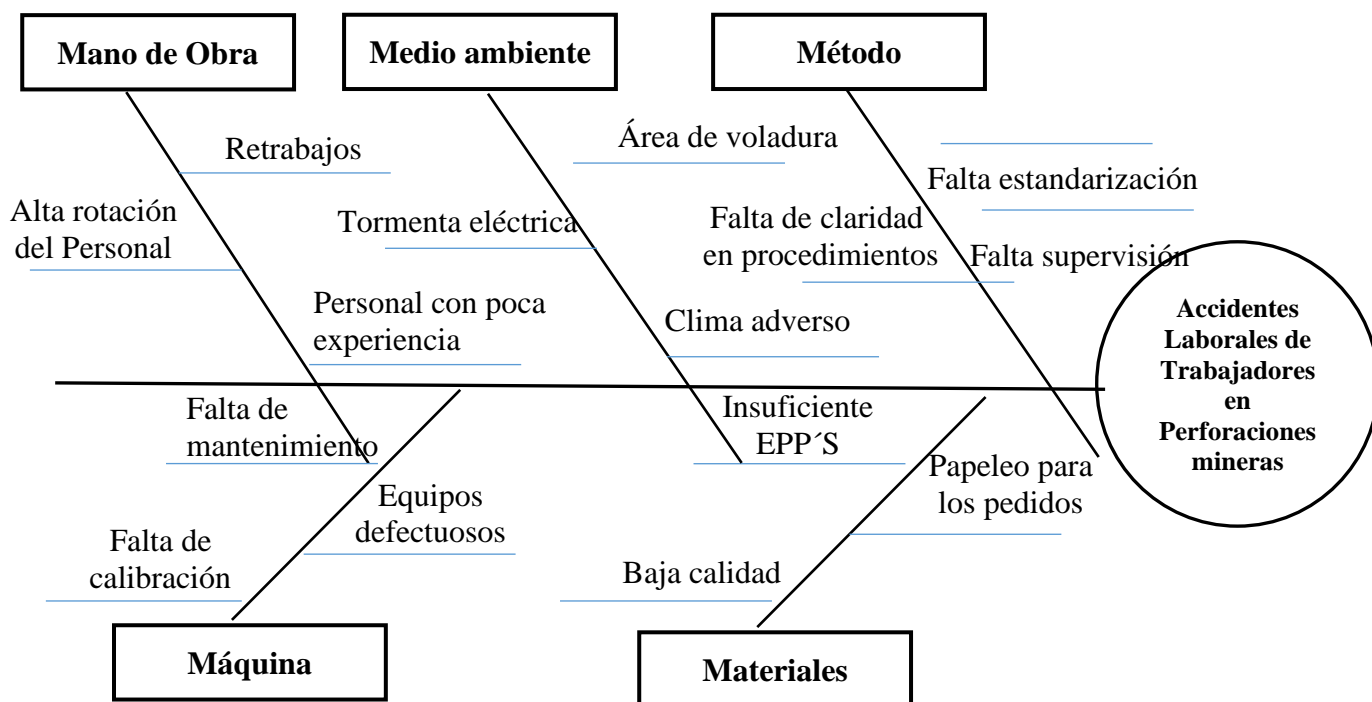 Mano de Obra
Medio ambiente
Método
Retrabajos
Alta rotación
del Personal
Personal con poca
experiencia
Área de voladura
Tormenta eléctrica
Clima adverso
Falta estandarización
Falta de claridad
en procedimientos
Falta supervisión
Accidentes
Laborales de
Trabajadores
en
Perforaciones
mineras
Falta de
mantenimiento
Equipos
defectuosos
Falta de
calibración
Insuficiente
EPP´S
Papeleo para
los pedidos
Baja calidad
Máquina
Materiales